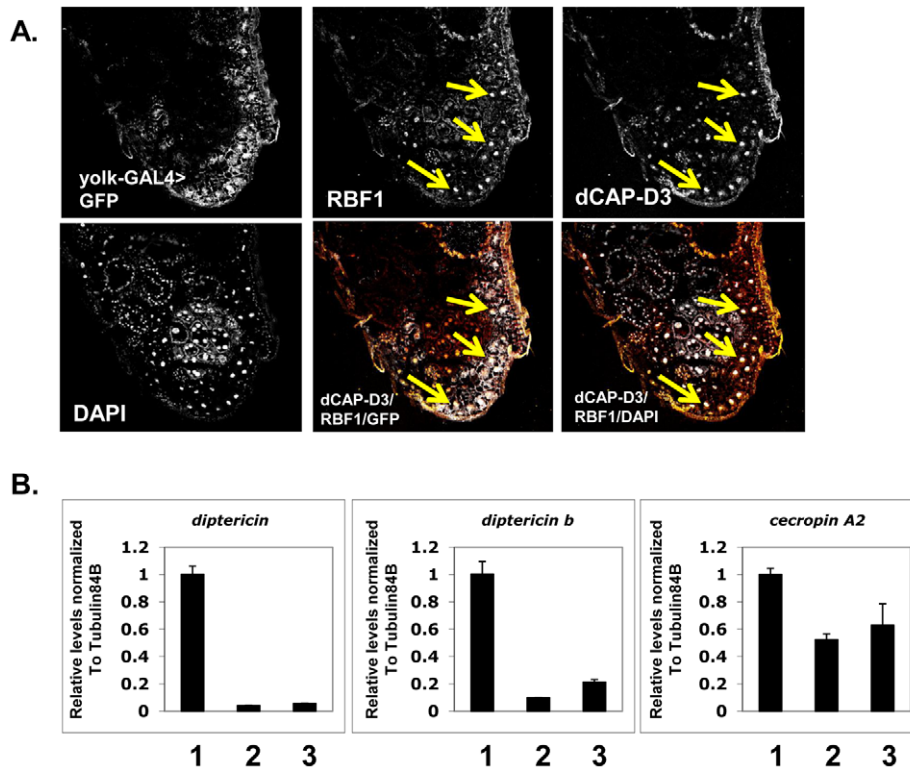 A.
yolk-GAL4>
GFP
RBF1
dCAP-D3
DAPI
dCAP-D3/
RBF1/GFP
dCAP-D3/
RBF1/DAPI
B.
diptericin
Relative levels normalized
To Tubulin84B
1.2
1
0.8
0.6
0.4
0.2
0
1 2 3
diptericin b
Relative levels normalized
To Tubulin84B
1.2
1
0.8
0.6
0.4
0.2
0
1 2 3
cecropin A2
Relative levels normalized
To Tubulin84B
1.2
1
0.8
0.6
0.4
0.2
0
1 2 3